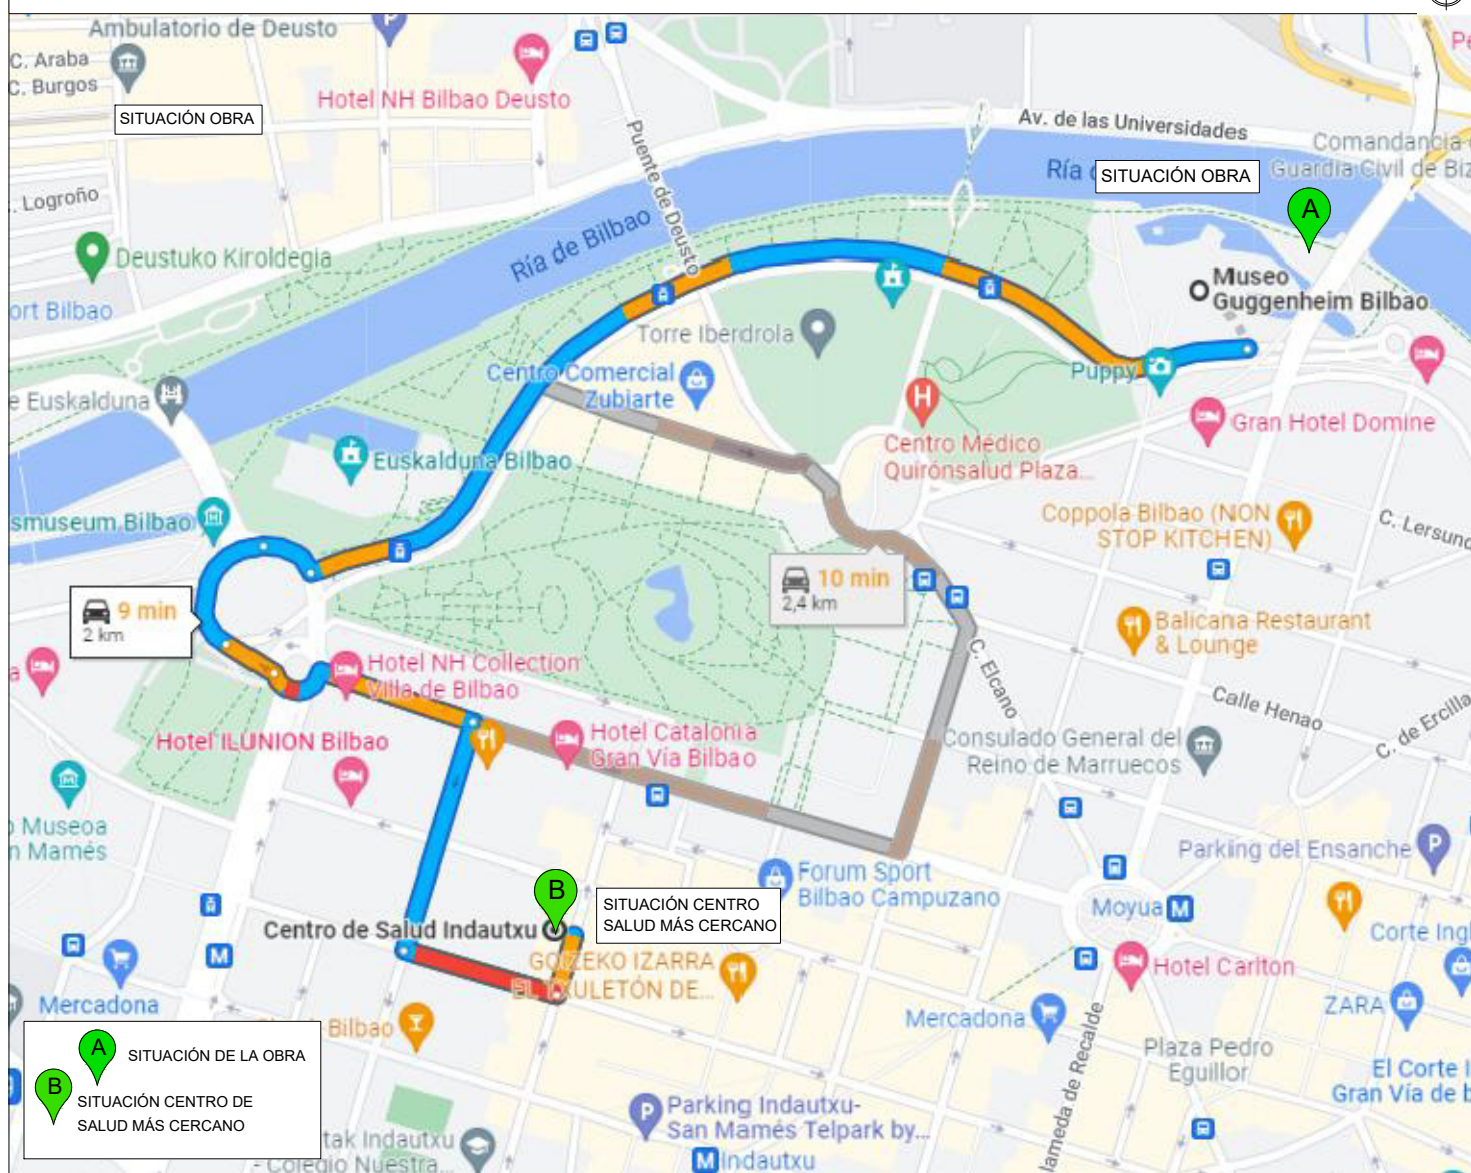 Ambulatorio de Deusto
P
Pe
C. Araba
C. Burgos
Hotel NH Bilbao Deusto
SITUACIÓN OBRA
Av. de las Universidades
Puente de Deusto
Comandancia
Guardia Civil de Biz
Ría
SITUACIÓN OBRA
Logroño
A
Ría de Bilbao
Deustuko Kiroldegia
Museo
Guggenheim Bilbao
ort Bilbao
Torre Iberdrola
Centro Comercial
Zubiarte
Puppy
H
e Euskalduna
Gran Hotel Domine
Centro Médico
Quirónsalud Plaza...
Euskalduna Bilbao
smuseum Bilbao
Coppola Bilbao (NON
STOP KITCHEN)
C. Lersund
10 min
2,4 km
9 min
2 km
Balicana Restaurant
& Lounge
C. Elcano
Hotel NH Collection
Villa de Bilbao
a
Calle Henao
C. de Ercilla
Hotel Catalonia
Gran Vía Bilbao
Hotel ILUNION Bilbao
Consulado General del
Reino de Marruecos
o Museoa
n Mamés
Parking del Ensanche
P
Forum Sport
Bilbao Campuzano
B
SITUACIÓN CENTRO
SALUD MÁS CERCANO
Moyua M
Centro de Salud Indautxu
Corte Ingl
M
GOIZEKO IZARRA
EL TXULETÓN DE...
Hotel Carlton
Mercadona
ZARA
Mercadona
Bilbao
Alameda de Recalde
Plaza Pedro
Eguillor
El Corte I
Gran Vía de b
A
SITUACIÓN DE LA OBRA
B
SITUACIÓN CENTRO DE
SALUD MÁS CERCANO
P
Parking Indautxu-
San Mamés Telpark by...
tak Indautxu
- Colegio Nuestra...
M Indautxu